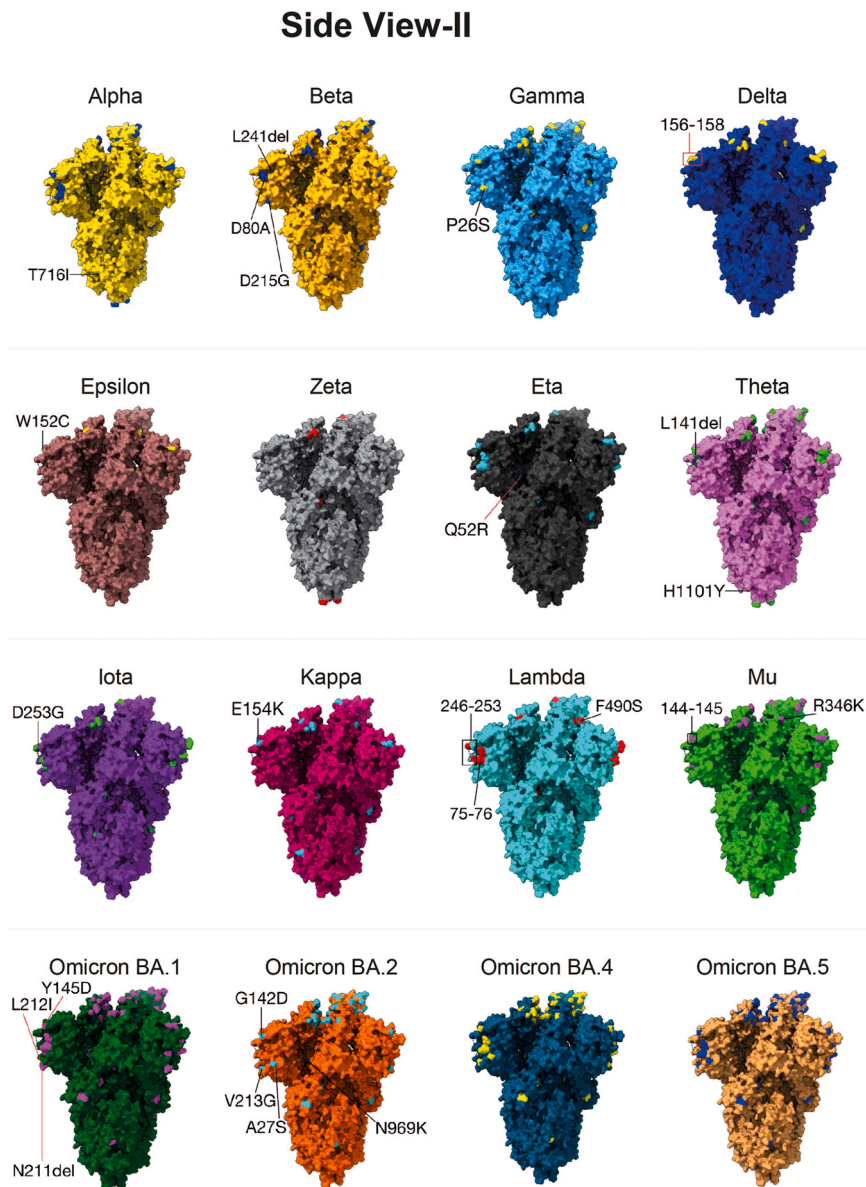 Side View-II
Alpha
Beta
Gamma
Delta
L241del
156-158
D80A
P26S
T716I
D215G
Epsilon
Zeta
Eta
Theta
W152C
L141del
Q52R
H1101Y
Iota
Kappa
Lambda
Mu
D253G
E154K
246-253
F490S
144-145
R346K
75-76
Omicron BA.1
Omicron BA.2
Omicron BA.4
Omicron BA.5
Y145D
L212I
G142D
V213G
A27S
N969K
N211del